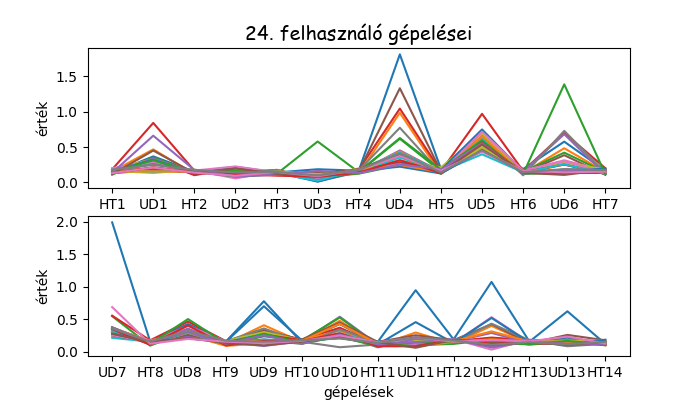 24. felhasználó gépelései
érték
1.5
1.0
0.5
0.0
HT1 UD1 HT2 UD2 HT3 UD3 HT4 UD4 HT5 UD5 HT6 UD6 HT7
érték
2.0
1.5
1.0
0.5
0.0
UD7 HT8 UD8 HT9 UD9 HT10 UD10 HT11 UD11 HT12 UD12 HT13 UD13 HT14
gépelések